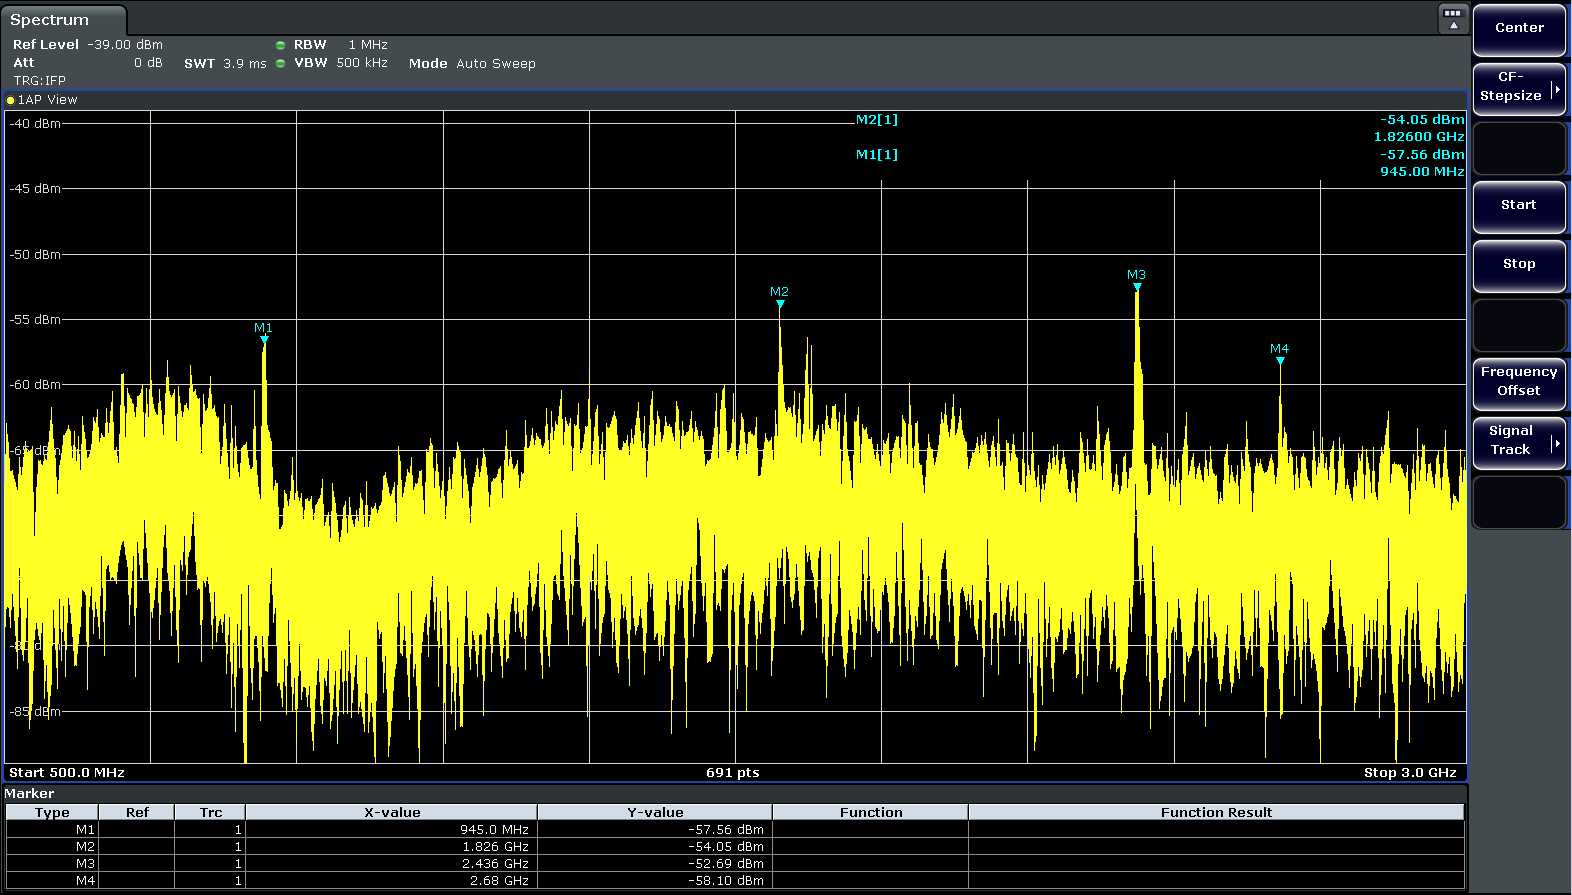 Spectrum
Ref Level -39.00 dBm RBW 1 MHz
Att 0 dB SWT 3.9 ms VBW 500 kHz Mode Auto Sweep
TRG:IFP
1AP View
-40 dBm
M2[1] -54.05 dBm
1.82600 GHz
M1[1] -57.56 dBm
945.00 MHz
-45 dBm
-50 dBm
M3
M2
-55 dBm
M1
M4
-60 dBm
-65 dBm
-80 dBm
-85 dBm
Start 500.0 MHz 691 pts Stop 3.0 GHz
Marker
Type Ref Trc X-value Y-value Function Function Result
M1 1 945.0 MHz -57.56 dBm
M2 1 1.826 GHz -54.05 dBm
M3 1 2.436 GHz -52.69 dBm
M4 1 2.68 GHz -58.10 dBm
Center
CF-
Stepsize
Start
Stop
Frequency
Offset
Signal
Track